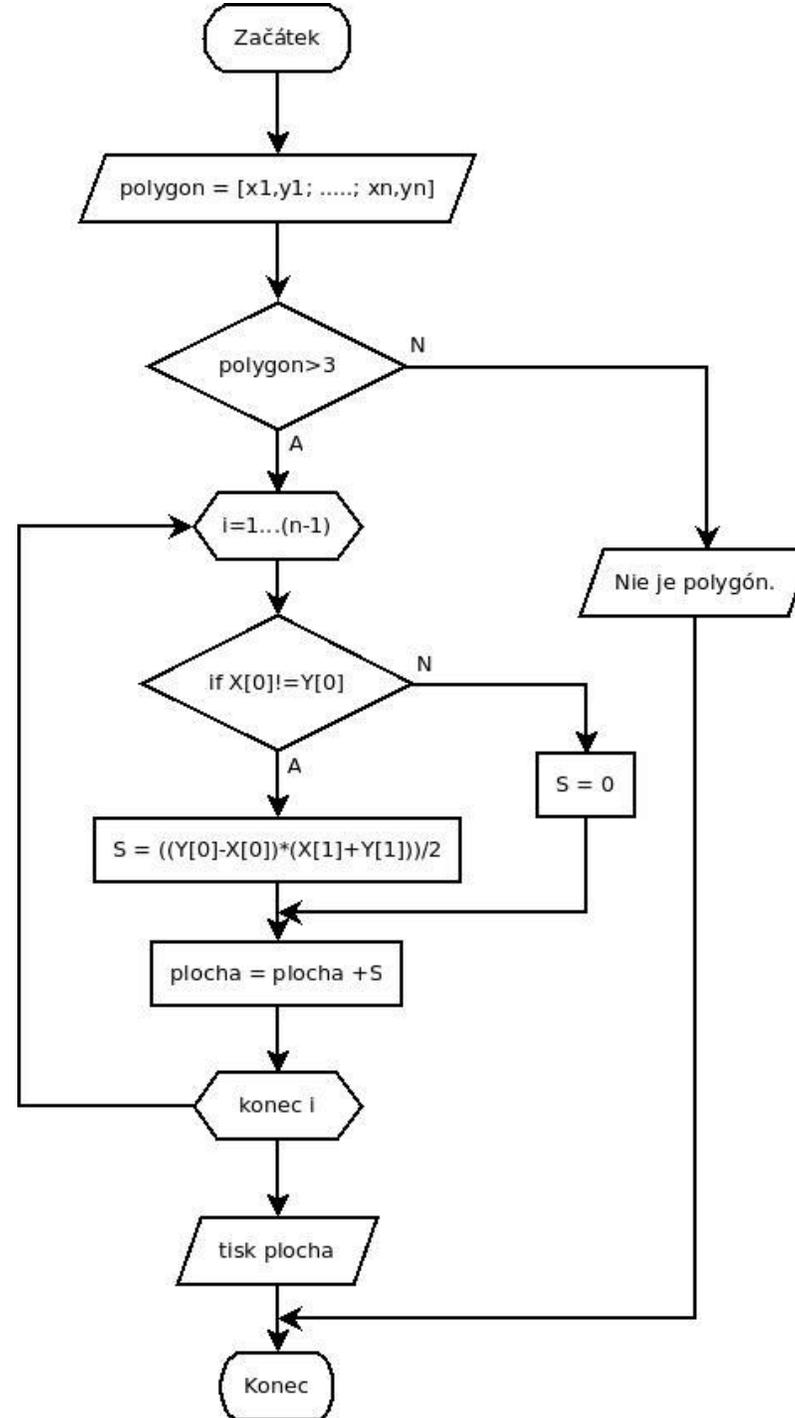 Začátek
polygon = [x1,y1; .....; xn,yn]
polygon>3
N
A
i=1...(n-1)
Nie je polygón.
if X[0]!=Y[0]
N
A
S = 0
S = ((Y[0]-X[0])*(X[1]+Y[1]))/2
plocha = plocha +S
konec i
tisk plocha
Konec